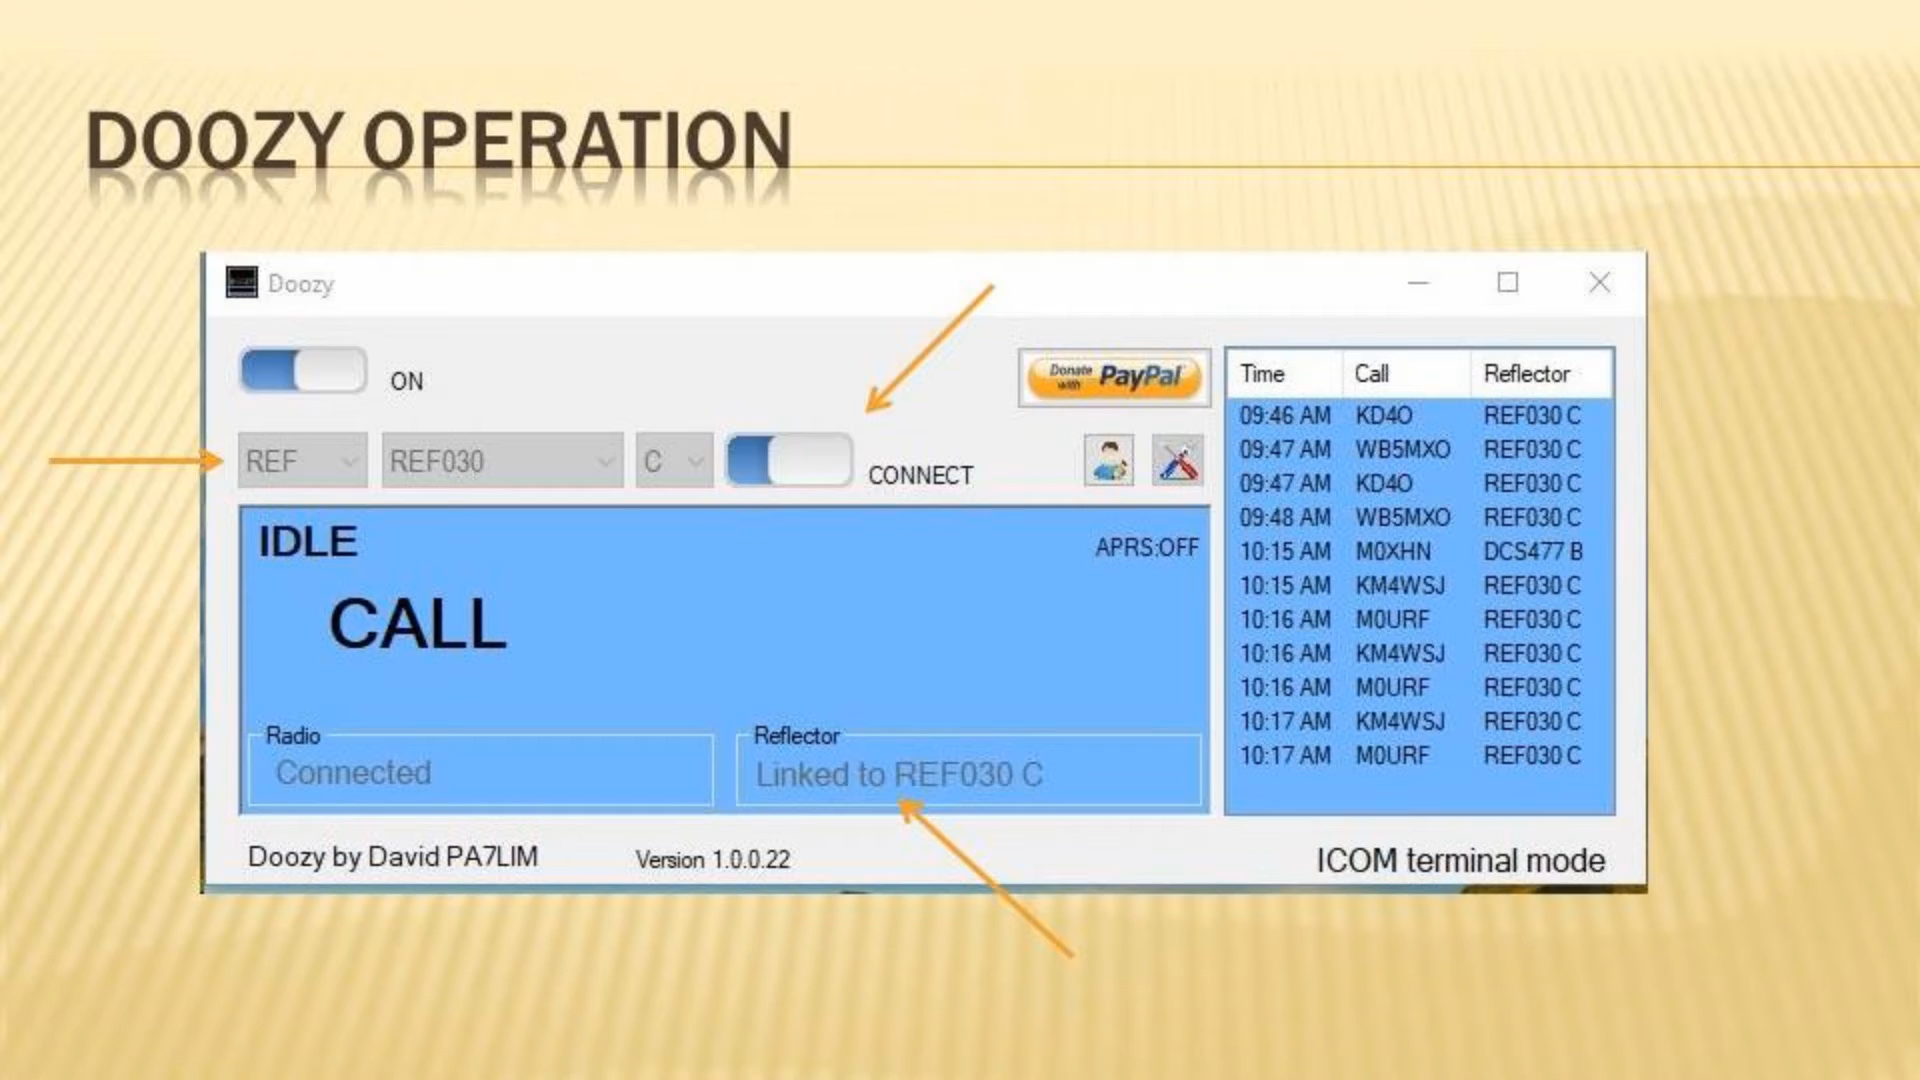 DOOZY OPERATION
Doozy
ON
Donate with PayPal
REF REF030 C CONNECT
IDLE
APRS:OFF
CALL
Radio
Connected
Reflector
Linked to REF030 C
Time Call Reflector
09:46 AM KD4O REF030 C
09:47 AM WB5MXO REF030 C
09:47 AM KD4O REF030 C
09:48 AM WB5MXO REF030 C
10:15 AM M0XHN DCS477 B
10:15 AM KM4WSJ REF030 C
10:16 AM M0URF REF030 C
10:16 AM KM4WSJ REF030 C
10:16 AM M0URF REF030 C
10:17 AM KM4WSJ REF030 C
10:17 AM M0URF REF030 C
Doozy by David PA7LIM Version 1.0.0.22 ICOM terminal mode